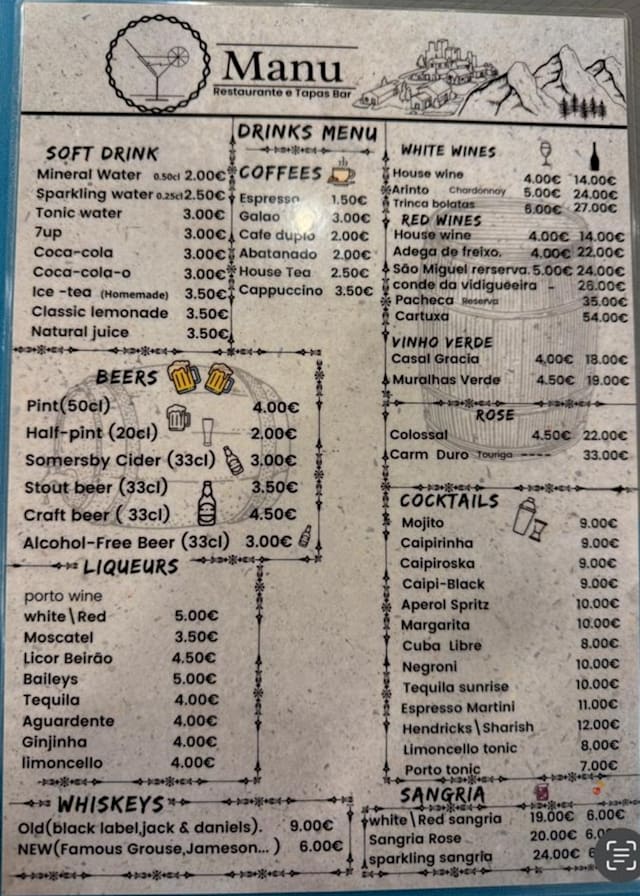 Manu
Restaurante e Tapas Bar
DRINKS MENU
SOFT DRINK
Mineral Water 0.50cl 2.00€
Sparkling water 0.25cl 2.50€
Tonic water 3.00€
7up 3.00€
Coca-cola 3.00€
Coca-cola-o 3.00€
Ice -tea (Homemade) 3.50€
Classic lemonade 3.50€
Natural juice 3.50€
COFFEES
Espresso 1.50€
Galao 3.00€
Cafe duplo 2.00€
Abatanado 2.00€
House Tea 2.50€
Cappuccino 3.50€
BEERS
Pint(50cl) 4.00€
Half-pint (20cl) 2.00€
Somersby Cider (33cl) 3.00€
Stout beer (33cl) 3.50€
Craft beer ( 33cl) 4.50€
Alcohol-Free Beer (33cl) 3.00€
LIQUEURS
porto wine
white\Red 5.00€
Moscatel 3.50€
Licor Beirão 4.50€
Baileys 5.00€
Tequila 4.00€
Aguardente 4.00€
Ginjinha 4.00€
limoncello 4.00€
WHISKEYS
Old(black label,jack & daniels). 9.00€
NEW(Famous Grouse,Jameson... ) 6.00€
WHITE WINES
House wine 4.00€ 14.00€
Arinto Chardonnay 5.00€ 24.00€
Trinca bolatas 6.00€ 27.00€
RED WINES
House wine 4.00€ 14.00€
Adega de freixo. 4.00€ 22.00€
São Miguel rerserva. 5.00€ 24.00€
conde da vidigueeira - 26.00€
Pacheca Reserva 35.00€
Cartuxa 54.00€
VINHO VERDE
Casal Gracia 4.00€ 18.00€
Muralhas Verde 4.50€ 19.00€
ROSE
Colossal 4.50€ 22.00€
Carm Duro Touriga ---- 33.00€
COCKTAILS
Mojito 9.00€
Caipirinha 9.00€
Caipiroska 9.00€
Caipi-Black 9.00€
Aperol Spritz 10.00€
Margarita 10.00€
Cuba Libre 8.00€
Negroni 10.00€
Tequila sunrise 10.00€
Espresso Martini 11.00€
Hendricks\Sharish 12.00€
Limoncello tonic 8,00€
Porto tonic 7.00€
SANGRIA
white\Red sangria 19.00€ 6.00€
Sangria Rose 20.00€ 6.0
sparkling sangria 24.00€ 6